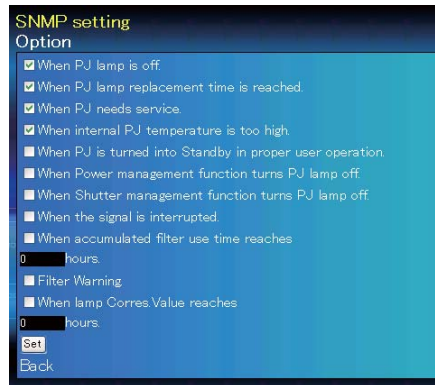 SNMP setting
Option
When PJ lamp is off.
When PJ lamp replacement time is reached.
When PJ needs service.
When internal PJ temperature is too high.
When PJ is turned into Standby in proper user operation.
When Power management function turns PJ lamp off.
When Shutter management function turns PJ lamp off.
When the signal is interrupted.
When accumulated filter use time reaches
0 hours.
Filter Warning
When lamp Corres.Value reaches
0 hours.
Set
Back